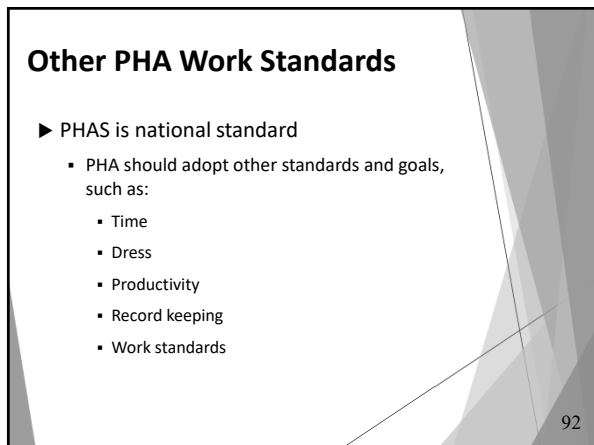 Other PHA Work Standards
▶ PHAS is national standard
▪ PHA should adopt other standards and goals,
such as:
▪ Time
▪ Dress
▪ Productivity
▪ Record keeping
▪ Work standards
92